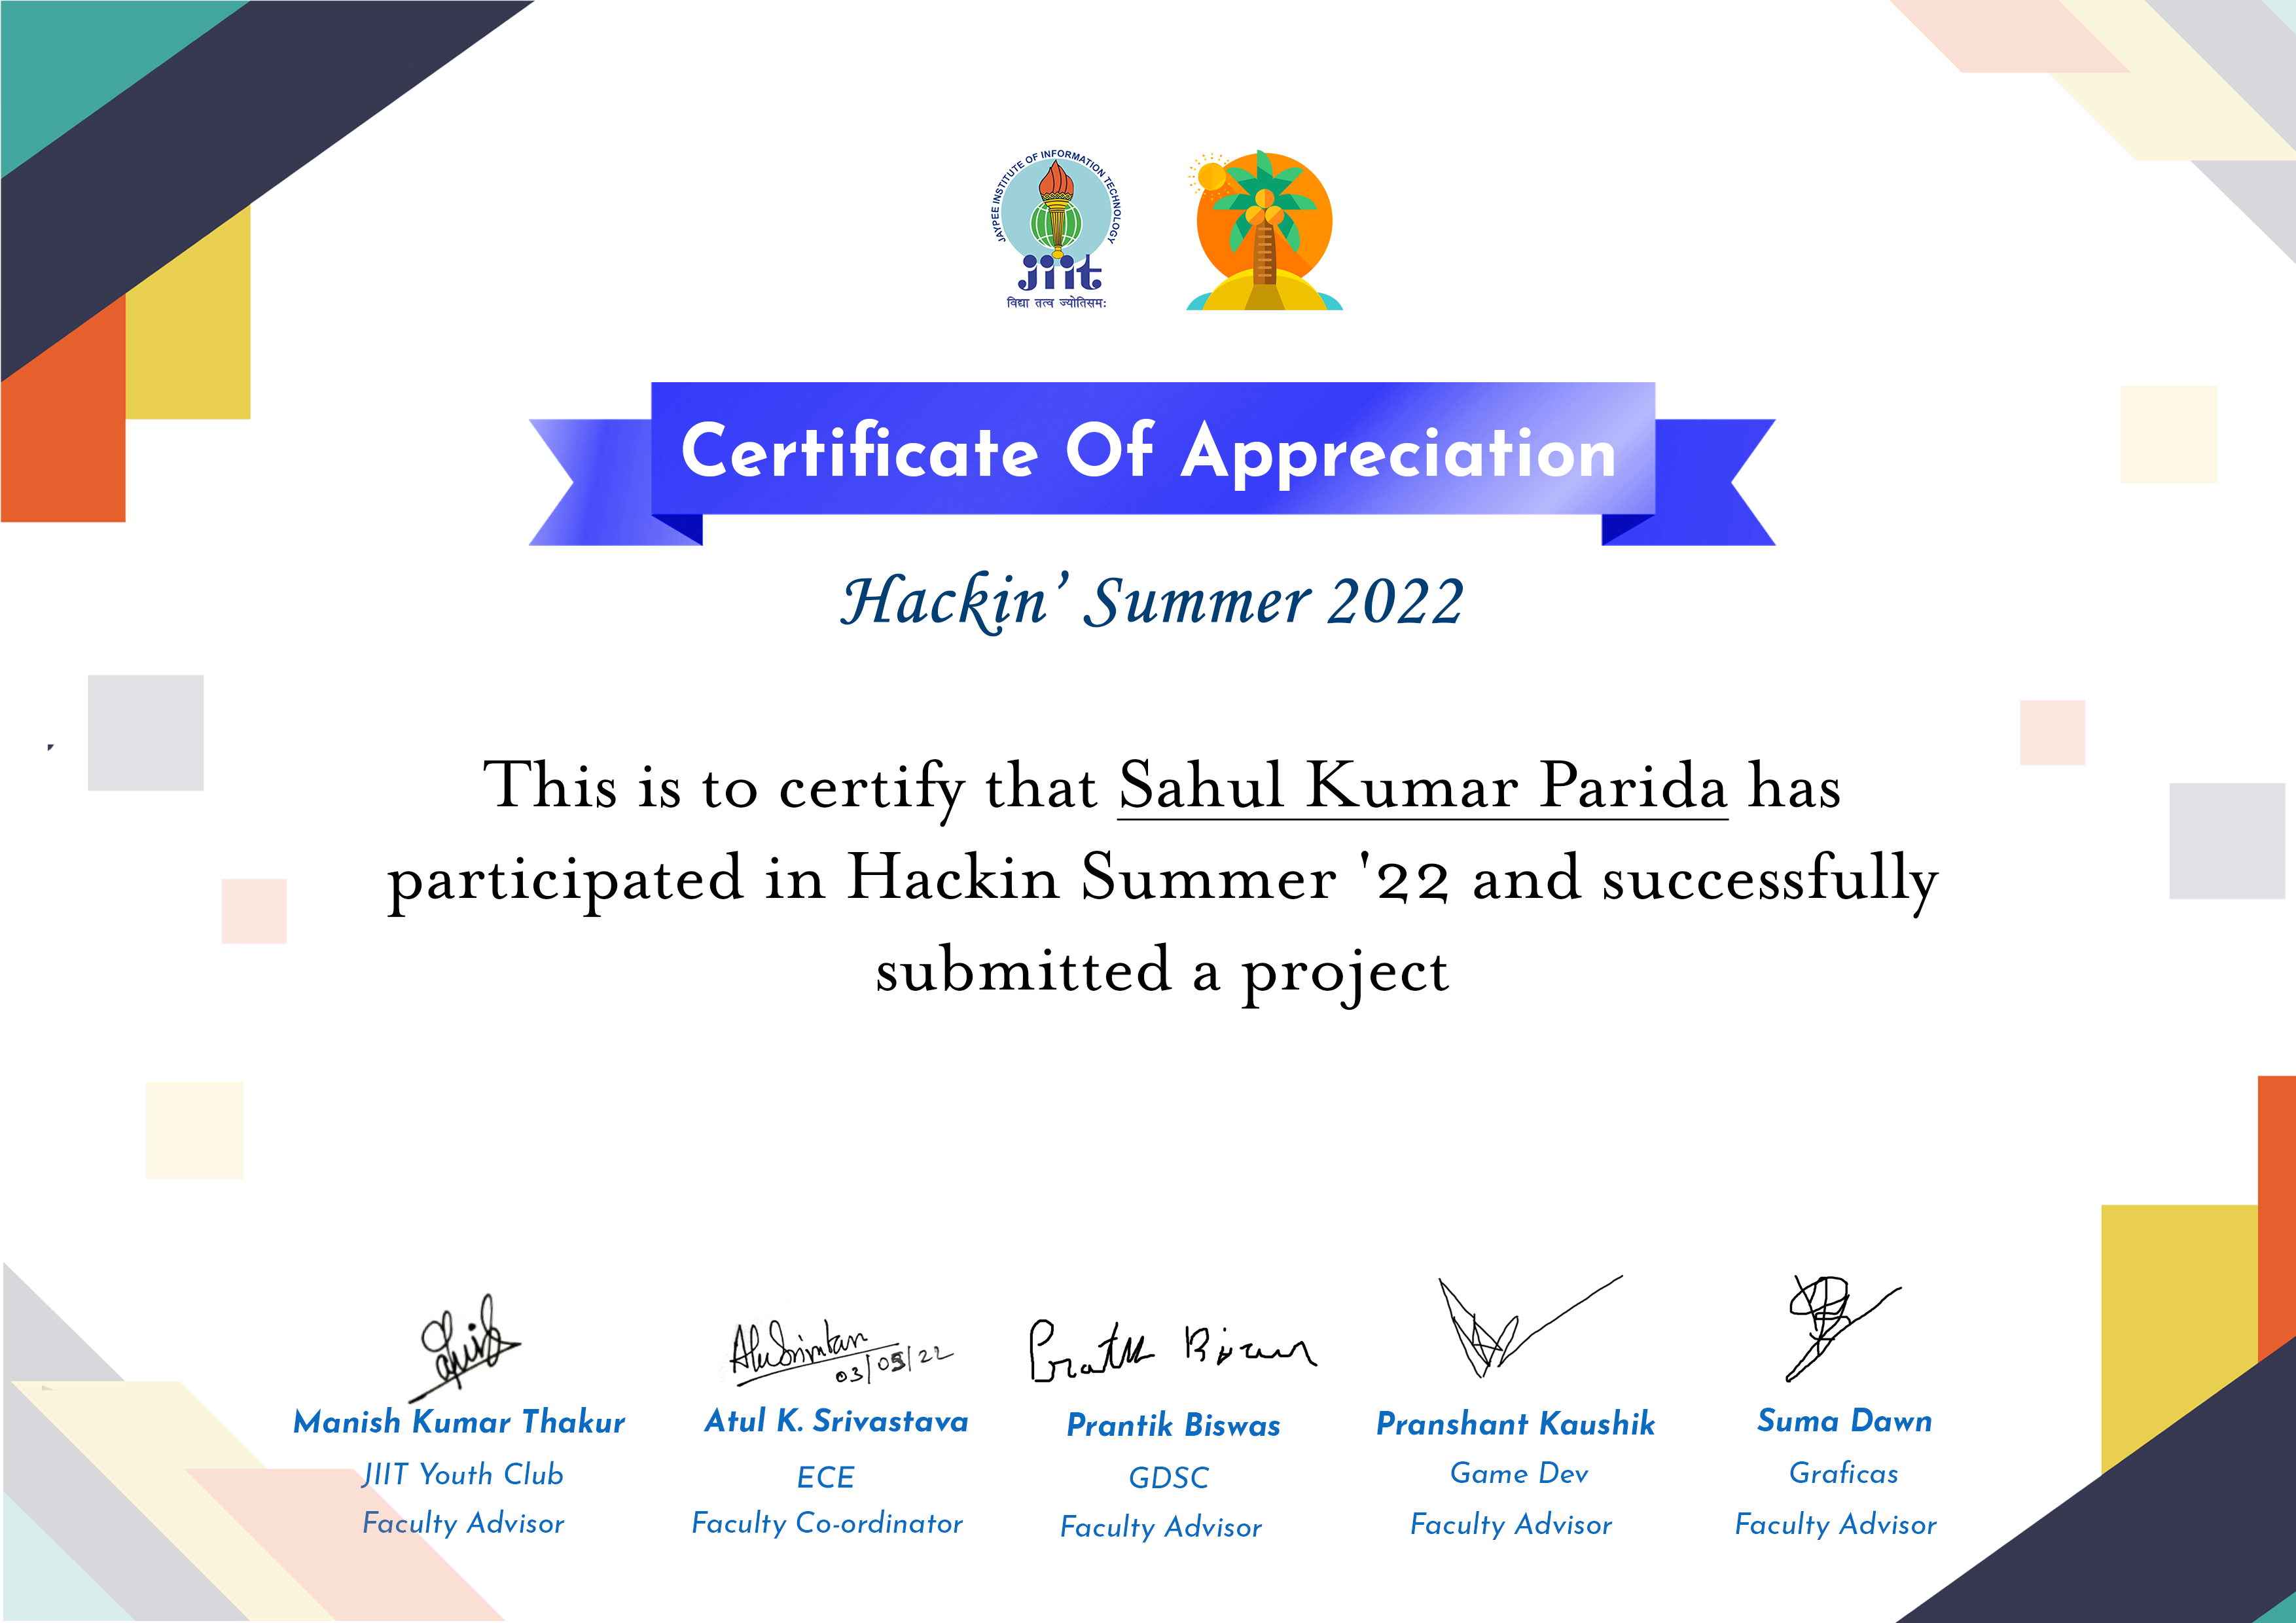 JAYPEE INSTITUTE OF INFORMATION TECHNOLOGY
jiit
विद्या तत्व ज्योतिसमः
Certificate Of Appreciation
Hackin’ Summer 2022
This is to certify that Sahul Kumar Parida has
participated in Hackin Summer '22 and successfully
submitted a project
03/05/22
Manish Kumar Thakur Atul K. Srivastava Prantik Biswas Pranshant Kaushik Suma Dawn
JIIT Youth Club ECE GDSC Game Dev Graficas
Faculty Advisor Faculty Co-ordinator Faculty Advisor Faculty Advisor Faculty Advisor